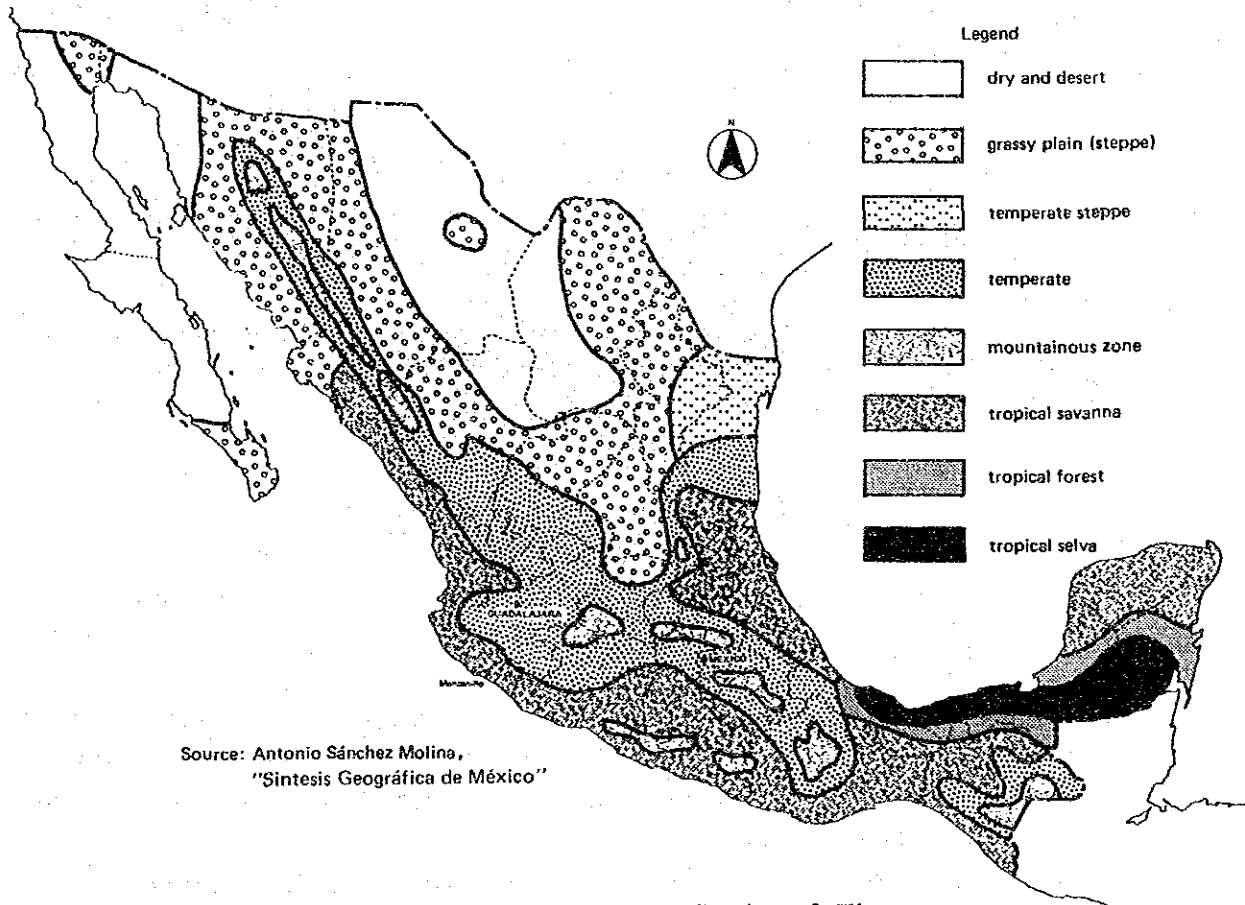 Legend
N
dry and desert
grassy plain (steppe)
temperate steppe
temperate
mountainous zone
tropical savanna
tropical forest
tropical selva
GUADALAJARA
Source: Antonio Sánchez Molina,
"Sintesis Geográfica de México"